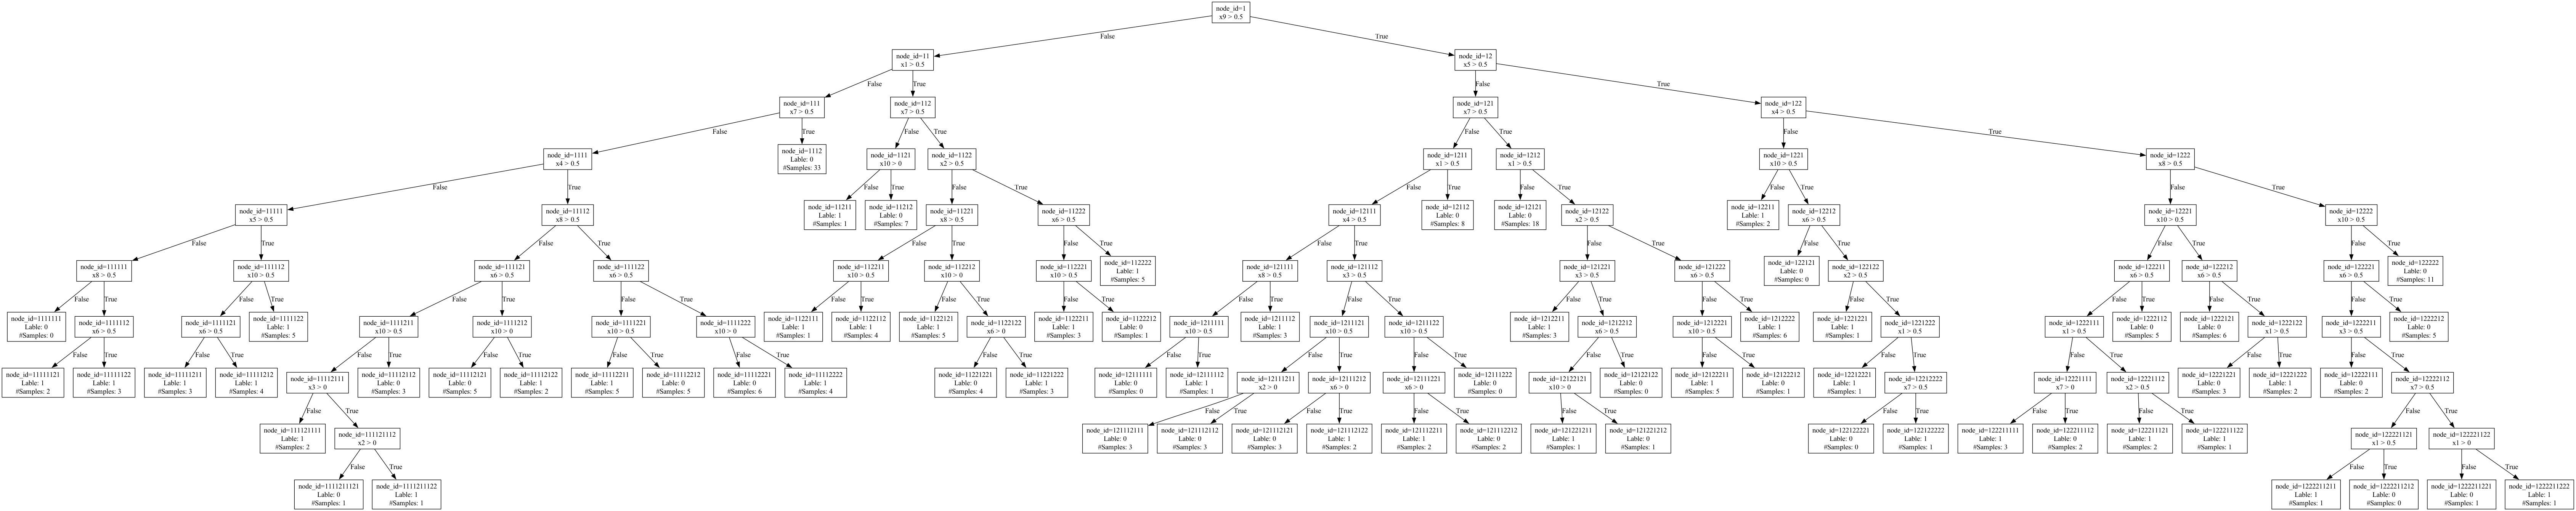 node_id=1
x9 > 0.5
False
True
node_id=11
x1 > 0.5
node_id=12
x5 > 0.5
False
True
False
True
node_id=111
x7 > 0.5
node_id=112
x7 > 0.5
node_id=121
x7 > 0.5
node_id=122
x4 > 0.5
False
True
False
True
False
True
False
True
node_id=1111
x4 > 0.5
node_id=1112
Lable: 0
#Samples: 33
node_id=1121
x10 > 0
node_id=1122
x2 > 0.5
node_id=1211
x1 > 0.5
node_id=1212
x1 > 0.5
node_id=1221
x10 > 0.5
node_id=1222
x8 > 0.5
False
True
False
True
False
True
False
True
False
True
False
True
False
True
node_id=11111
x5 > 0.5
node_id=11112
x8 > 0.5
node_id=11211
Lable: 1
#Samples: 1
node_id=11212
Lable: 0
#Samples: 7
node_id=11221
x8 > 0.5
node_id=11222
x6 > 0.5
node_id=12111
x4 > 0.5
node_id=12112
Lable: 0
#Samples: 8
node_id=12121
Lable: 0
#Samples: 18
node_id=12122
x2 > 0.5
node_id=12211
Lable: 1
#Samples: 2
node_id=12212
x6 > 0.5
node_id=12221
x10 > 0.5
node_id=12222
x10 > 0.5
False
True
False
True
False
True
False
True
False
True
False
True
False
True
False
True
False
True
node_id=111111
x8 > 0.5
node_id=111112
x10 > 0.5
node_id=111121
x6 > 0.5
node_id=111122
x6 > 0.5
node_id=112211
x10 > 0.5
node_id=112212
x10 > 0
node_id=112221
x10 > 0.5
node_id=112222
Lable: 1
#Samples: 5
node_id=121111
x8 > 0.5
node_id=121112
x3 > 0.5
node_id=121221
x3 > 0.5
node_id=121222
x6 > 0.5
node_id=122121
Lable: 0
#Samples: 0
node_id=122122
x2 > 0.5
node_id=122211
x6 > 0.5
node_id=122212
x6 > 0.5
node_id=122221
x6 > 0.5
node_id=122222
Lable: 0
#Samples: 11
False
True
False
True
False
True
False
True
False
True
False
True
False
True
False
True
False
True
False
True
False
True
False
True
False
True
False
True
False
True
node_id=1111111
Lable: 0
#Samples: 0
node_id=1111112
x6 > 0.5
node_id=1111121
x6 > 0.5
node_id=1111122
Lable: 1
#Samples: 5
node_id=1111211
x10 > 0.5
node_id=1111212
x10 > 0
node_id=1111221
x10 > 0.5
node_id=1111222
x10 > 0
node_id=1122111
Lable: 1
#Samples: 1
node_id=1122112
Lable: 1
#Samples: 4
node_id=1122121
Lable: 1
#Samples: 5
node_id=1122122
x6 > 0
node_id=1122211
Lable: 1
#Samples: 3
node_id=1122212
Lable: 0
#Samples: 1
node_id=1211111
x10 > 0.5
node_id=1211112
Lable: 1
#Samples: 3
node_id=1211121
x10 > 0.5
node_id=1211122
x10 > 0.5
node_id=1212211
Lable: 1
#Samples: 3
node_id=1212212
x6 > 0.5
node_id=1212221
x10 > 0.5
node_id=1212222
Lable: 1
#Samples: 6
node_id=1221221
Lable: 1
#Samples: 1
node_id=1221222
x1 > 0.5
node_id=1222111
x1 > 0.5
node_id=1222112
Lable: 0
#Samples: 5
node_id=1222121
Lable: 0
#Samples: 6
node_id=1222122
x1 > 0.5
node_id=1222211
x3 > 0.5
node_id=1222212
Lable: 0
#Samples: 5
False
True
False
True
False
True
False
True
False
True
False
True
False
True
False
True
False
True
False
True
False
True
False
True
False
True
False
True
False
True
False
True
node_id=11111121
Lable: 1
#Samples: 2
node_id=11111122
Lable: 1
#Samples: 3
node_id=11111211
Lable: 1
#Samples: 3
node_id=11111212
Lable: 1
#Samples: 4
node_id=11112111
x3 > 0
node_id=11112112
Lable: 0
#Samples: 3
node_id=11112121
Lable: 0
#Samples: 5
node_id=11112122
Lable: 1
#Samples: 2
node_id=11112211
Lable: 1
#Samples: 5
node_id=11112212
Lable: 0
#Samples: 5
node_id=11112221
Lable: 0
#Samples: 6
node_id=11112222
Lable: 1
#Samples: 4
node_id=11221221
Lable: 0
#Samples: 4
node_id=11221222
Lable: 1
#Samples: 3
node_id=12111111
Lable: 0
#Samples: 0
node_id=12111112
Lable: 1
#Samples: 1
node_id=12111211
x2 > 0
node_id=12111212
x6 > 0
node_id=12111221
x6 > 0
node_id=12111222
Lable: 0
#Samples: 0
node_id=12122121
x10 > 0
node_id=12122122
Lable: 0
#Samples: 0
node_id=12122211
Lable: 1
#Samples: 5
node_id=12122212
Lable: 0
#Samples: 1
node_id=12212221
Lable: 1
#Samples: 1
node_id=12212222
x7 > 0.5
node_id=12221111
x7 > 0
node_id=12221112
x2 > 0.5
node_id=12221221
Lable: 0
#Samples: 3
node_id=12221222
Lable: 1
#Samples: 2
node_id=12222111
Lable: 0
#Samples: 2
node_id=12222112
x7 > 0.5
False
True
False
True
False
True
False
True
False
True
False
True
False
True
False
True
False
True
node_id=111121111
Lable: 1
#Samples: 2
node_id=111121112
x2 > 0
node_id=121112111
Lable: 0
#Samples: 3
node_id=121112112
Lable: 0
#Samples: 3
node_id=121112121
Lable: 0
#Samples: 3
node_id=121112122
Lable: 1
#Samples: 2
node_id=121112211
Lable: 1
#Samples: 2
node_id=121112212
Lable: 0
#Samples: 2
node_id=121221211
Lable: 1
#Samples: 1
node_id=121221212
Lable: 0
#Samples: 1
node_id=122122221
Lable: 0
#Samples: 0
node_id=122122222
Lable: 1
#Samples: 1
node_id=122211111
Lable: 1
#Samples: 3
node_id=122211112
Lable: 0
#Samples: 2
node_id=122211121
Lable: 1
#Samples: 2
node_id=122211122
Lable: 1
#Samples: 1
node_id=122221121
x1 > 0.5
node_id=122221122
x1 > 0
False
True
False
True
False
True
node_id=1111211121
Lable: 0
#Samples: 1
node_id=1111211122
Lable: 1
#Samples: 1
node_id=1222211211
Lable: 1
#Samples: 1
node_id=1222211212
Lable: 0
#Samples: 0
node_id=1222211221
Lable: 0
#Samples: 1
node_id=1222211222
Lable: 1
#Samples: 1